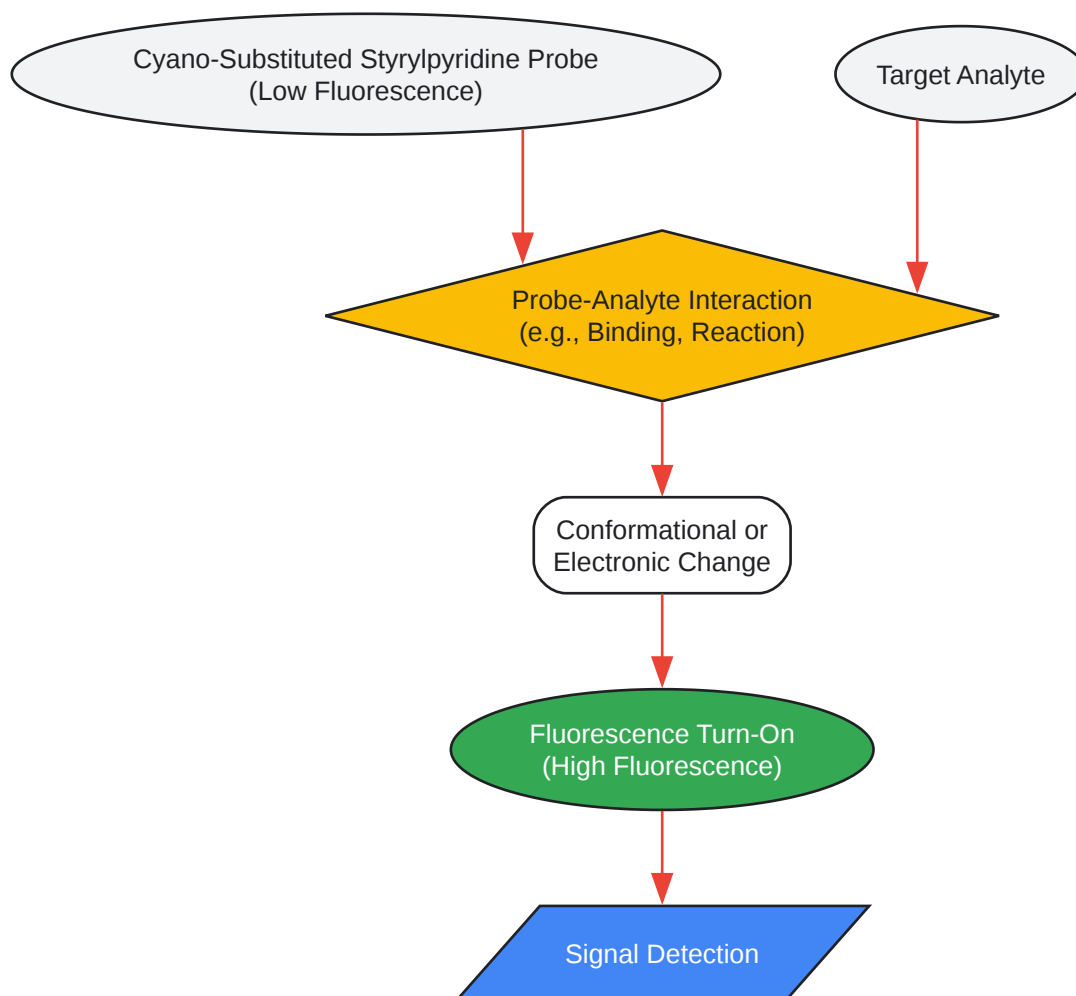 Cyano-Substituted Styrylpyridine Probe
(Low Fluorescence)
Target Analyte
Probe-Analyte Interaction
(e.g., Binding, Reaction)
Conformational or
Electronic Change
Fluorescence Turn-On
(High Fluorescence)
Signal Detection